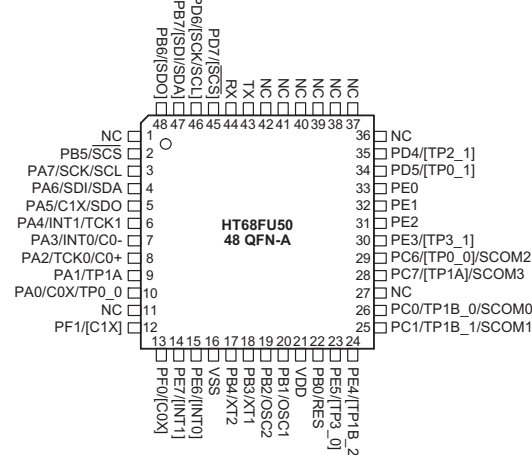 PB6/[SDO]
PB7/[SDI/SDA]
PD6/[SCK/SCL]
PD7/[SCS]
RX
TX
NC
NC
NC
NC
NC
NC
48 47 46 45 44 43 42 41 40 39 38 37
NC 1
PB5/SCS 2
PA7/SCK/SCL 3
PA6/SDI/SDA 4
PA5/C1X/SDO 5
PA4/INT1/TCK1 6
PA3/INT0/C0- 7
PA2/TCK0/C0+ 8
PA1/TP1A 9
PA0/C0X/TP0_0 10
NC 11
PF1/[C1X] 12
HT68FU50
48 QFN-A
36 NC
35 PD4/[TP2_1]
34 PD5/[TP0_1]
33 PE0
32 PE1
31 PE2
30 PE3/[TP3_1]
29 PC6/[TP0_0]/SCOM2
28 PC7/[TP1A]/SCOM3
27 NC
26 PC0/TP1B_0/SCOM0
25 PC1/TP1B_1/SCOM1
13 14 15 16 17 18 19 20 21 22 23 24
PF0/[C0X]
PE7/[INT1]
PE6/[INT0]
VSS
PB4/XT2
PB3/XT1
PB2/OSC2
PB1/OSC1
VDD
PB0/RES
PE5/[TP3_0]
PE4/[TP1B_2